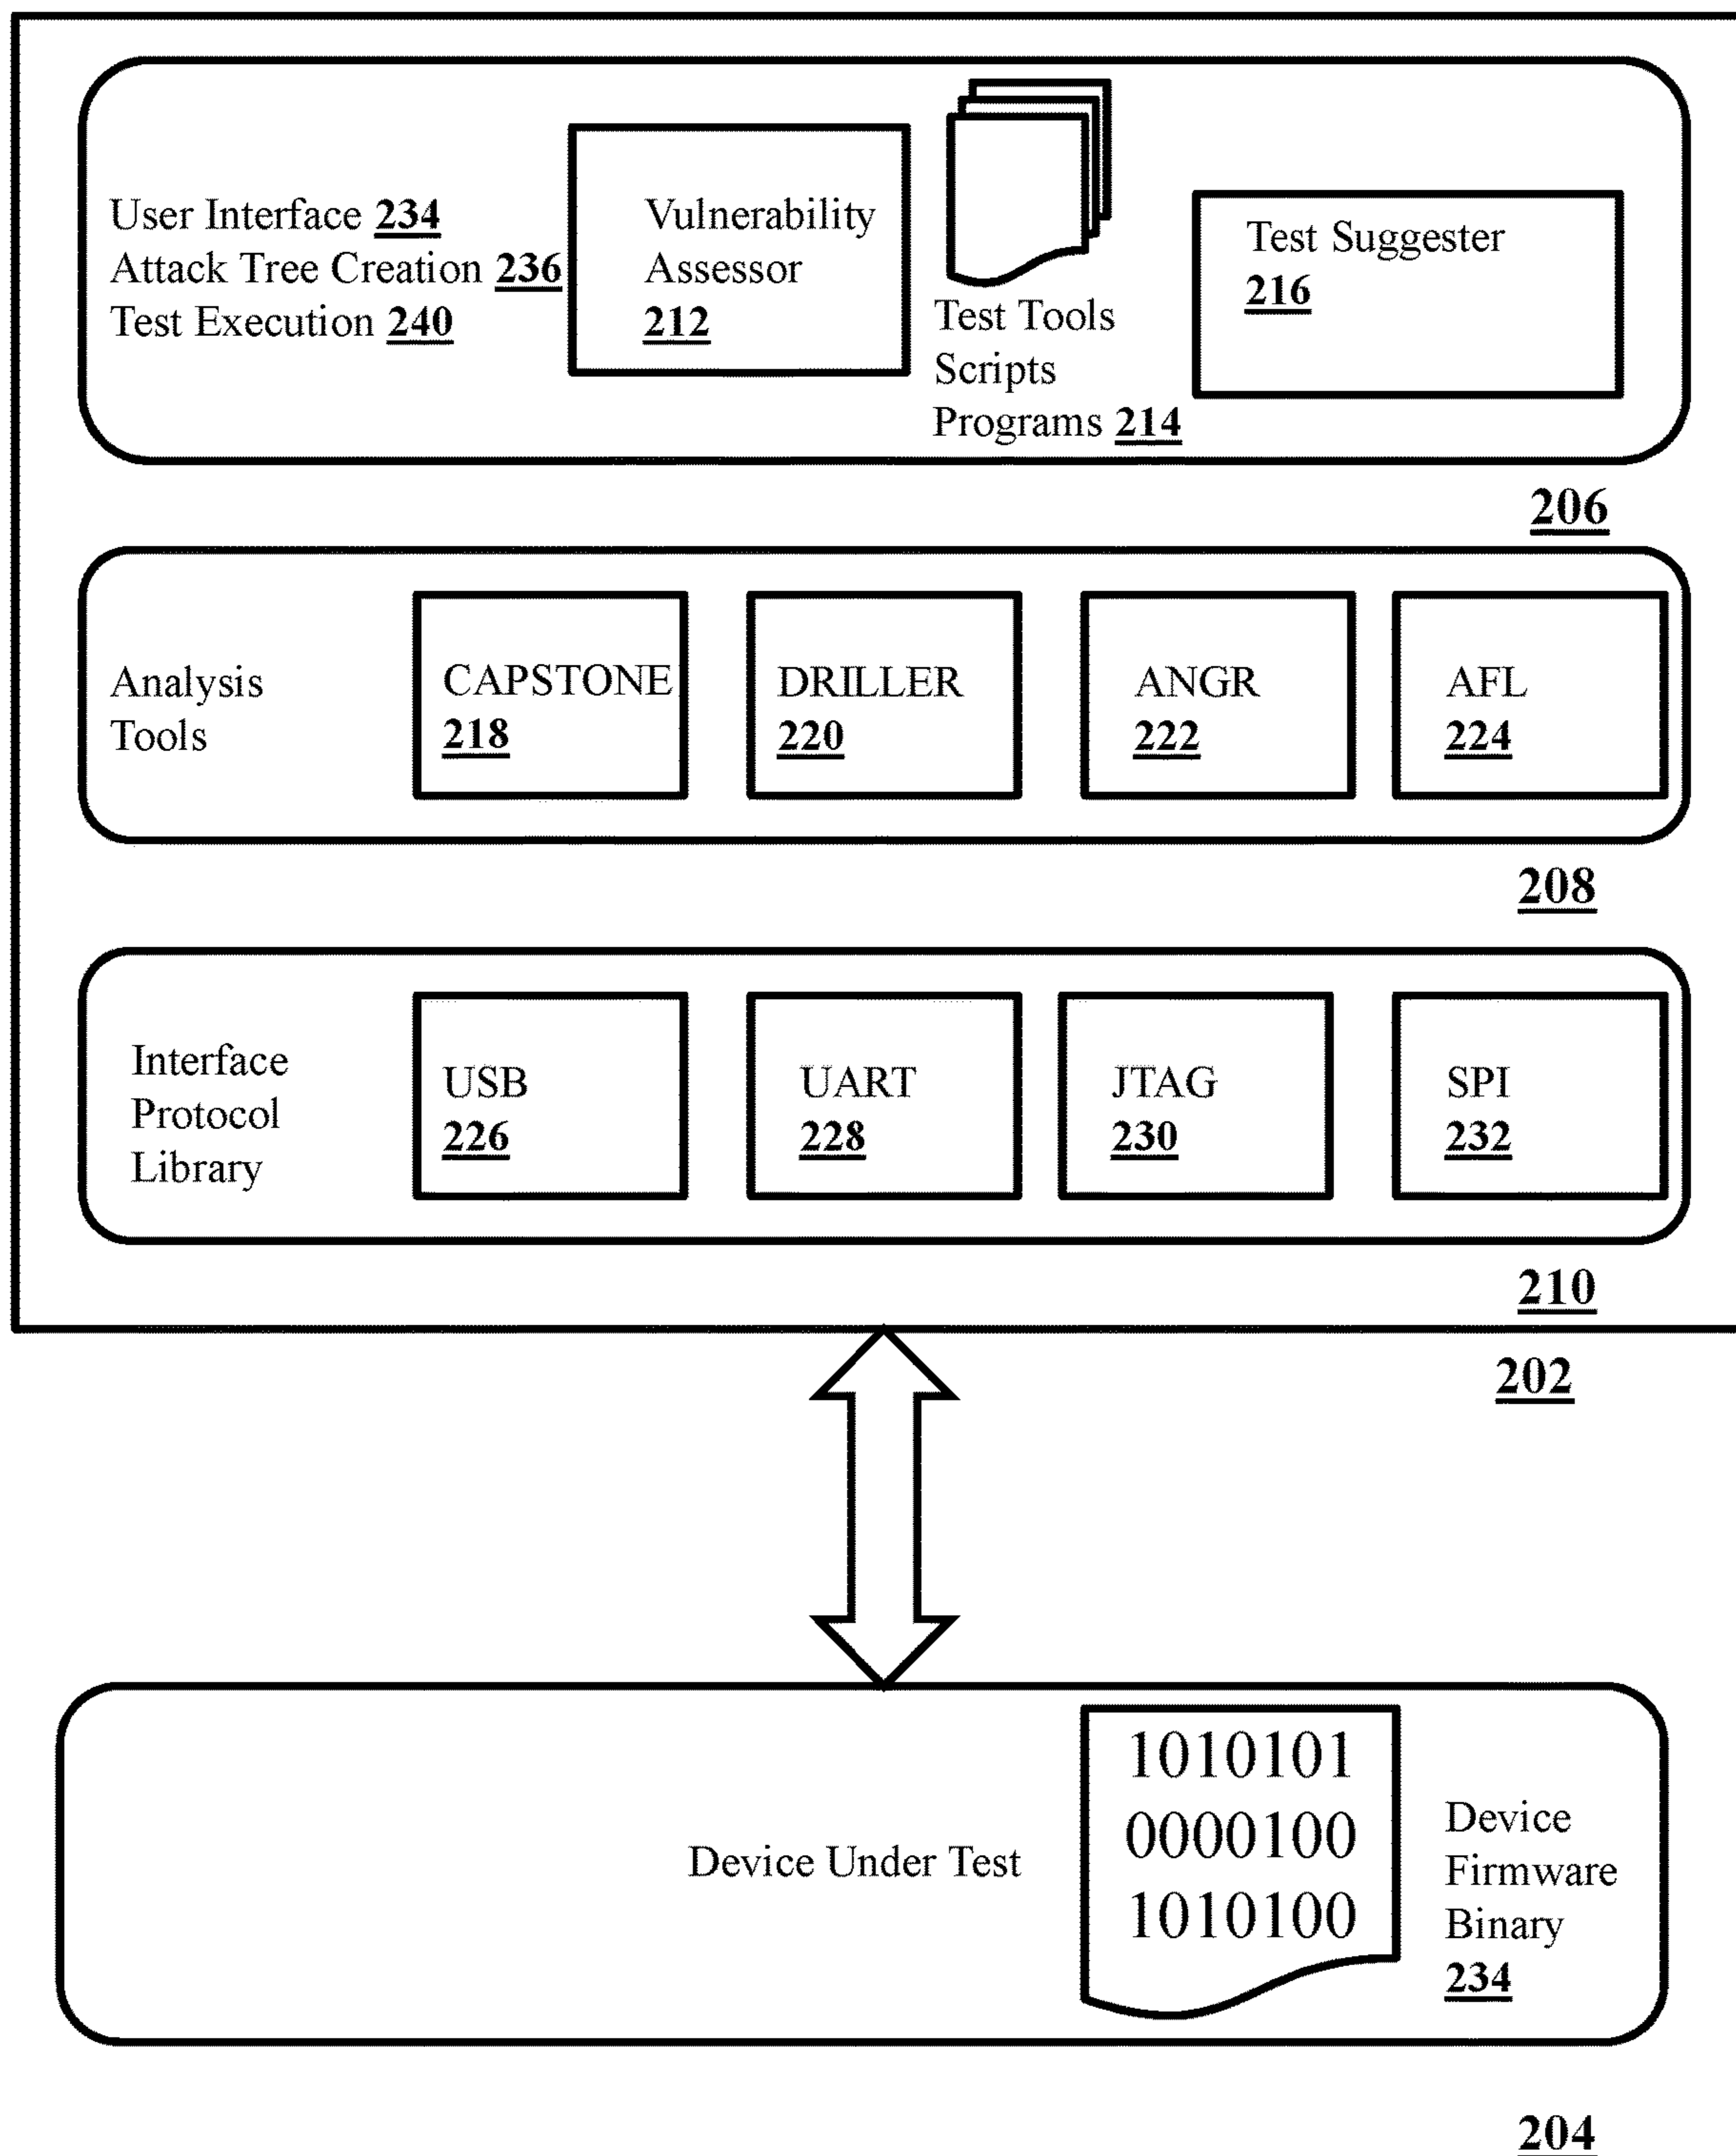 User Interface 234
Attack Tree Creation 236
Test Execution 240
Vulnerability
Assessor
212
Test Tools
Scripts
Programs 214
Test Suggester
216
206
Analysis
Tools
CAPSTONE
218
DRILLER
220
ANGR
222
AFL
224
208
Interface
Protocol
Library
USB
226
UART
228
JTAG
230
SPI
232
210
202
Device Under Test
1010101
0000100
1010100
Device
Firmware
Binary
234
204